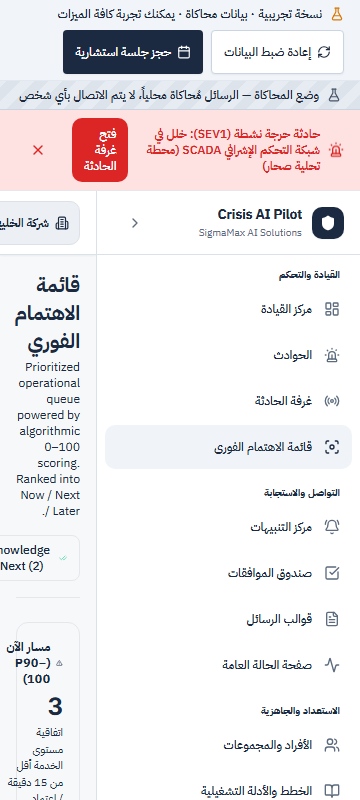 نسخة تجريبية · بيانات محاكاة · يمكنك تجربة كافة الميزات
إعادة ضبط البيانات
حجز جلسة استشارية
وضع المحاكاة — الرسائل مُحاكاة محلياً، لا يتم الاتصال بأي شخص
حادثة حرجة نشطة (SEV1): خلل في
شبكة التحكم الإشرافي SCADA (محطة
تحلية صحار)
فتح
غرفة
الحادثة
Crisis AI Pilot
SigmaMax AI Solutions
القيادة والتحكم
مركز القيادة
الحوادث
غرفة الحادثة
قائمة الاهتمام الفوري
التواصل والاستجابة
مركز التنبيهات
صندوق الموافقات
قوالب الرسائل
صفحة الحالة العامة
الاستعداد والجاهزية
الأفراد والمجموعات
الخطط والأدلة التشغيلية
شركة
قائمة
الاهتمام
الفوري
Prioritized
operational
queue
powered by
algorithmic
0–100
scoring.
Ranked into
Now / Next
/ Later.
Next (2)
مسار الآن
(P90–
100)
3
اتفاقية
مستوى
الخدمة أقل
من 15 دقيقة